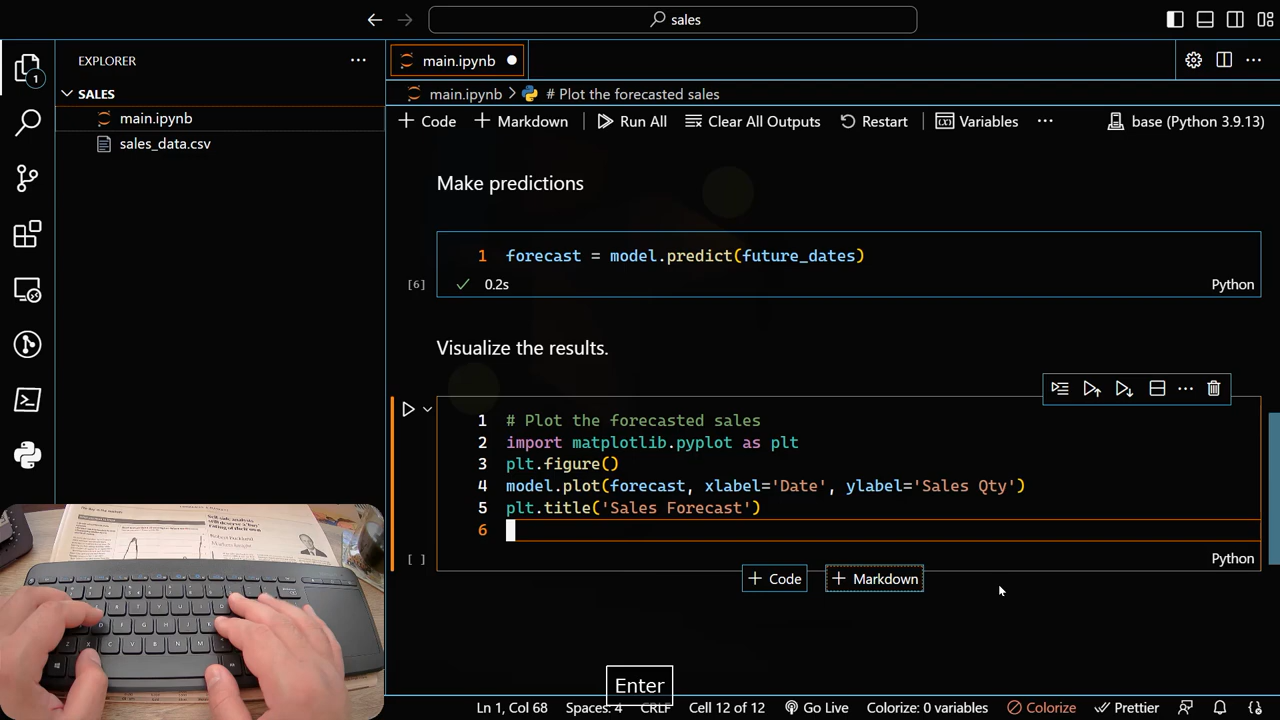 sales
EXPLORER
SALES
main.ipynb
sales_data.csv
1
main.ipynb
main.ipynb > # Plot the forecasted sales
+ Code + Markdown Run All Clear All Outputs Restart Variables ... base (Python 3.9.13)
Make predictions
1 forecast = model.predict(future_dates)
[6] 0.2s Python
Visualize the results.
1 # Plot the forecasted sales
2 import matplotlib.pyplot as plt
3 plt.figure()
4 model.plot(forecast, xlabel='Date', ylabel='Sales Qty')
5 plt.title('Sales Forecast')
6
[ ] Python
+ Code + Markdown
Enter
Ln 1, Col 68 Spaces: 4 CRLF Cell 12 of 12 Go Live Colorize: 0 variables Colorize Prettier